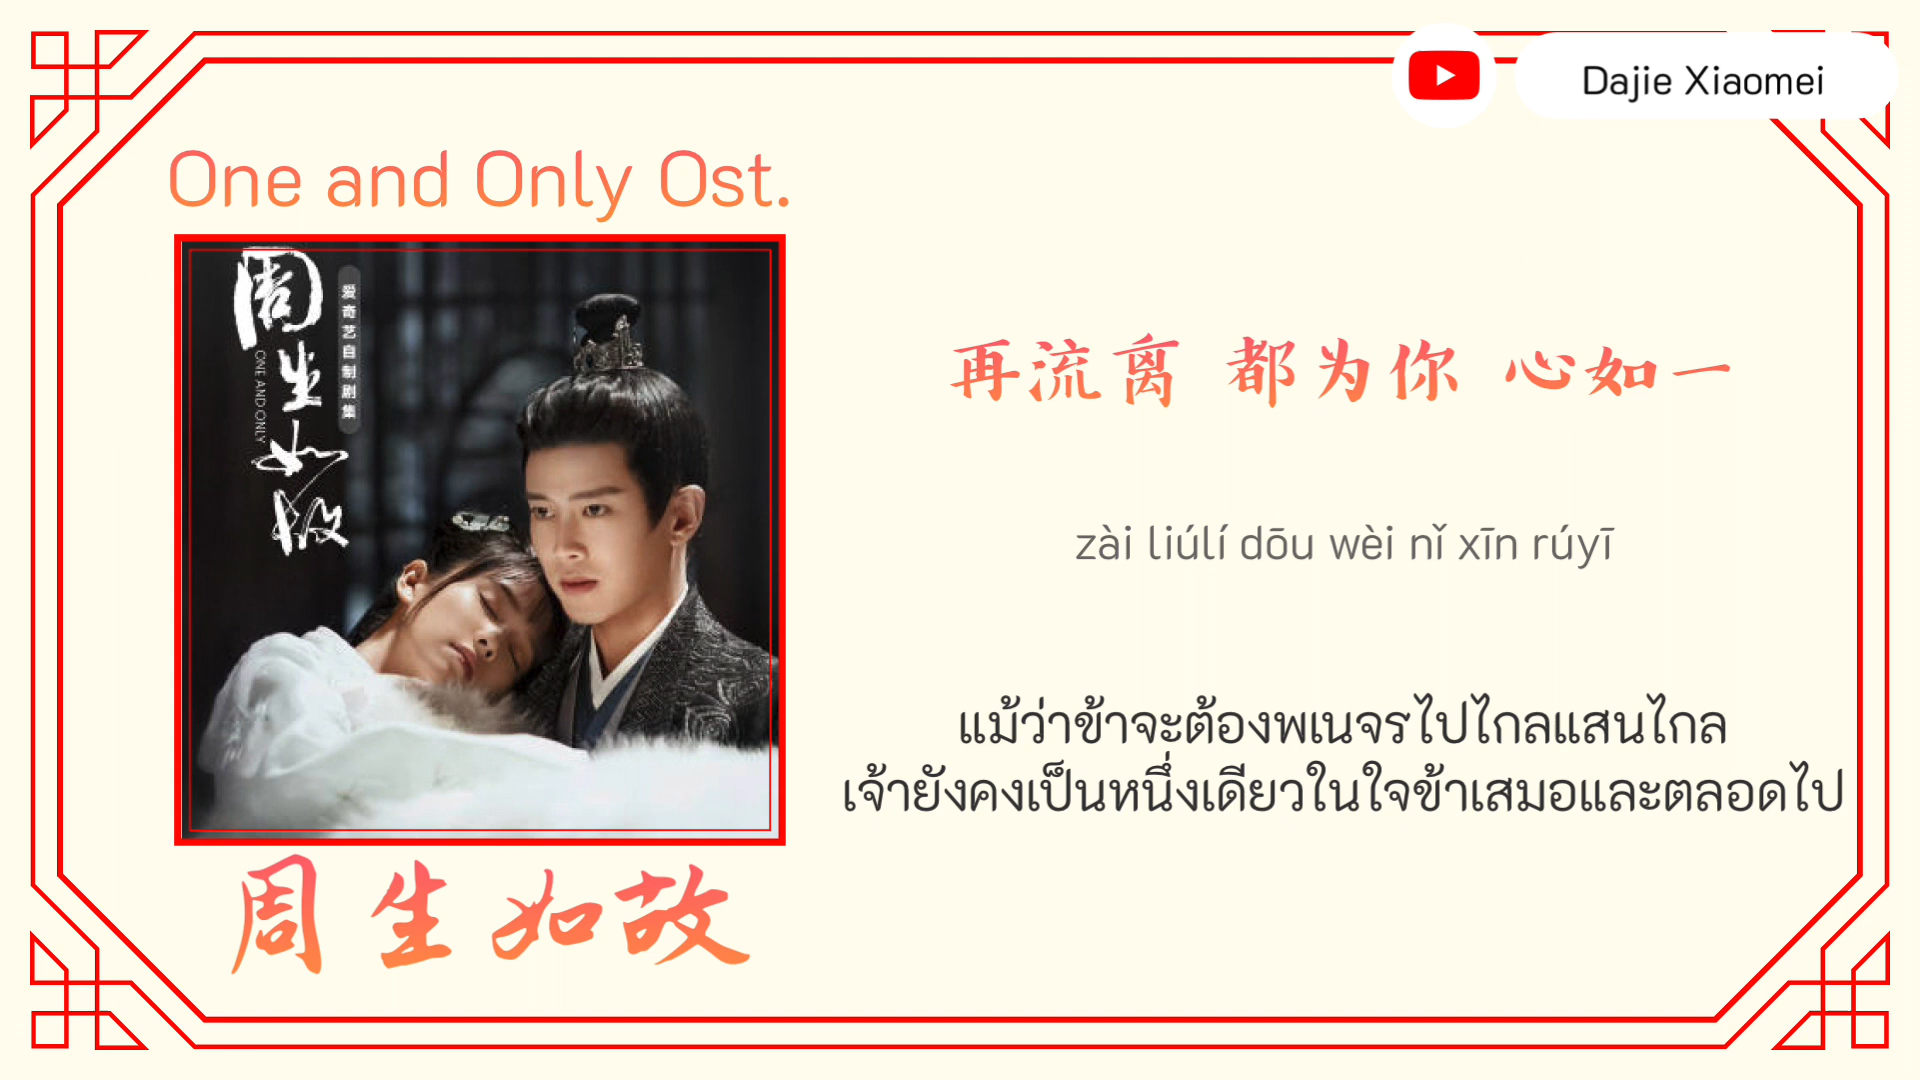 Dajie Xiaomei
One and Only Ost.
周生如故
ONE AND ONLY
爱奇艺自制剧集
再流离 都为你 心如一
zài liúlí dōu wèi nǐ xīn rúyī
แม้ว่าข้าจะต้องพเนจรไปไกลแสนไกล
เจ้ายังคงเป็นหนึ่งเดียวในใจข้าเสมอและตลอดไป
周生如故